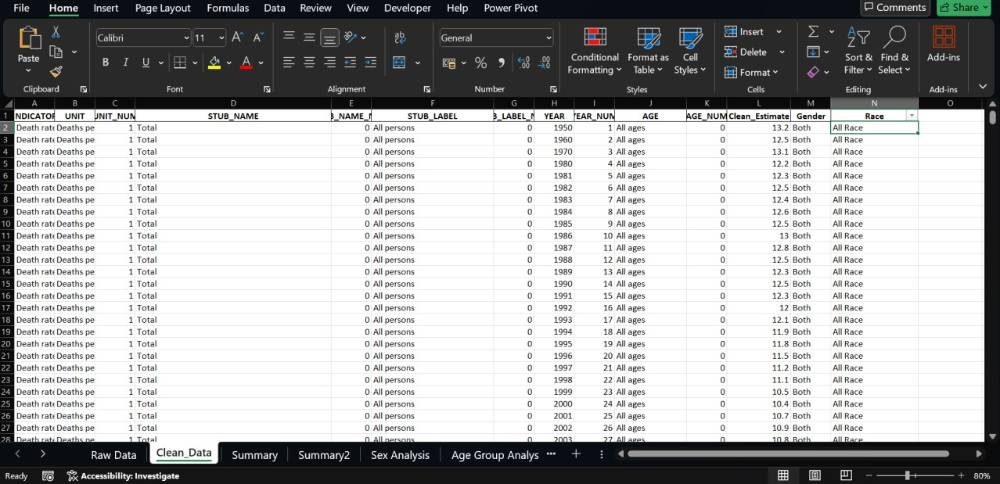 File Home Insert Page Layout Formulas Data Review View Developer Help Power Pivot Comments Share
Calibri 11 General Insert
Paste Conditional Formatting Format as Table Cell Styles Delete Sort & Filter Find & Select Add-ins
B I U Format
Clipboard Font Alignment Number Styles Cells Editing Add-ins
A B C D E F G H I J K L M N O
1 NDICATOR UNIT UNIT_NUM STUB_NAME B_NAME_N STUB_LABEL B_LABEL_N YEAR YEAR_NUM AGE AGE_NUM Clean_Estimate Gender Race
2 Death rate Deaths pe 1 Total 0 All persons 0 1950 1 All ages 0 13.2 Both All Race
3 Death rate Deaths pe 1 Total 0 All persons 0 1960 2 All ages 0 12.5 Both All Race
4 Death rate Deaths pe 1 Total 0 All persons 0 1970 3 All ages 0 13.1 Both All Race
5 Death rate Deaths pe 1 Total 0 All persons 0 1980 4 All ages 0 12.2 Both All Race
6 Death rate Deaths pe 1 Total 0 All persons 0 1981 5 All ages 0 12.3 Both All Race
7 Death rate Deaths pe 1 Total 0 All persons 0 1982 6 All ages 0 12.5 Both All Race
8 Death rate Deaths pe 1 Total 0 All persons 0 1983 7 All ages 0 12.4 Both All Race
9 Death rate Deaths pe 1 Total 0 All persons 0 1984 8 All ages 0 12.6 Both All Race
10 Death rate Deaths pe 1 Total 0 All persons 0 1985 9 All ages 0 12.5 Both All Race
11 Death rate Deaths pe 1 Total 0 All persons 0 1986 10 All ages 0 13 Both All Race
12 Death rate Deaths pe 1 Total 0 All persons 0 1987 11 All ages 0 12.8 Both All Race
13 Death rate Deaths pe 1 Total 0 All persons 0 1988 12 All ages 0 12.5 Both All Race
14 Death rate Deaths pe 1 Total 0 All persons 0 1989 13 All ages 0 12.3 Both All Race
15 Death rate Deaths pe 1 Total 0 All persons 0 1990 14 All ages 0 12.5 Both All Race
16 Death rate Deaths pe 1 Total 0 All persons 0 1991 15 All ages 0 12.3 Both All Race
17 Death rate Deaths pe 1 Total 0 All persons 0 1992 16 All ages 0 12 Both All Race
18 Death rate Deaths pe 1 Total 0 All persons 0 1993 17 All ages 0 12.1 Both All Race
19 Death rate Deaths pe 1 Total 0 All persons 0 1994 18 All ages 0 11.9 Both All Race
20 Death rate Deaths pe 1 Total 0 All persons 0 1995 19 All ages 0 11.8 Both All Race
21 Death rate Deaths pe 1 Total 0 All persons 0 1996 20 All ages 0 11.5 Both All Race
22 Death rate Deaths pe 1 Total 0 All persons 0 1997 21 All ages 0 11.2 Both All Race
23 Death rate Deaths pe 1 Total 0 All persons 0 1998 22 All ages 0 11.1 Both All Race
24 Death rate Deaths pe 1 Total 0 All persons 0 1999 23 All ages 0 10.5 Both All Race
25 Death rate Deaths pe 1 Total 0 All persons 0 2000 24 All ages 0 10.4 Both All Race
26 Death rate Deaths pe 1 Total 0 All persons 0 2001 25 All ages 0 10.7 Both All Race
27 Death rate Deaths pe 1 Total 0 All persons 0 2002 26 All ages 0 10.9 Both All Race
28 Death rate Deaths pe 1 Total 0 All persons 0 2003 27 All ages 0 10.8 Both All Race
Raw Data Clean_Data Summary Summary2 Sex Analysis Age Group Analys ...
Ready Accessibility: Investigate 80%